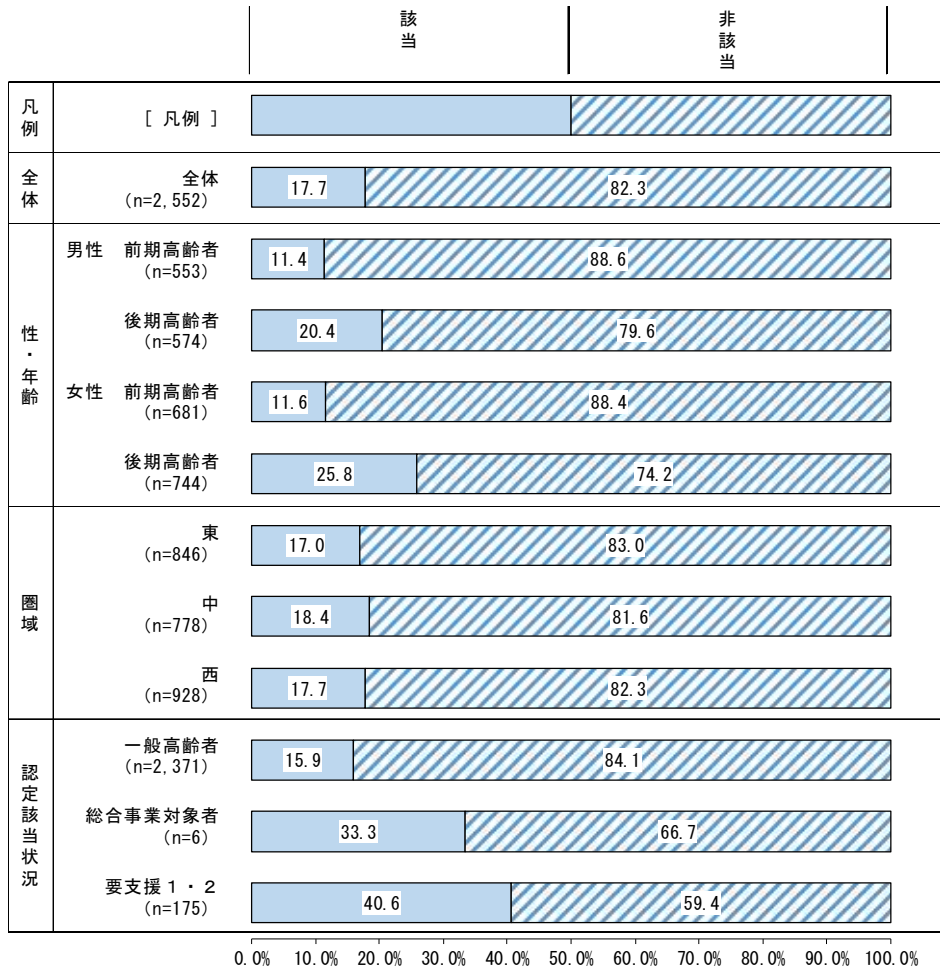 該当
非該当
凡例
[ 凡例 ]
全体
全体
(n=2,552)
17.7
82.3
性・年齢
男性 前期高齢者
(n=553)
11.4
88.6
後期高齢者
(n=574)
20.4
79.6
女性 前期高齢者
(n=681)
11.6
88.4
後期高齢者
(n=744)
25.8
74.2
圏域
東
(n=846)
17.0
83.0
中
(n=778)
18.4
81.6
西
(n=928)
17.7
82.3
認定該当状況
一般高齢者
(n=2,371)
15.9
84.1
総合事業対象者
(n=6)
33.3
66.7
要支援1・2
(n=175)
40.6
59.4
0.0% 10.0% 20.0% 30.0% 40.0% 50.0% 60.0% 70.0% 80.0% 90.0% 100.0%